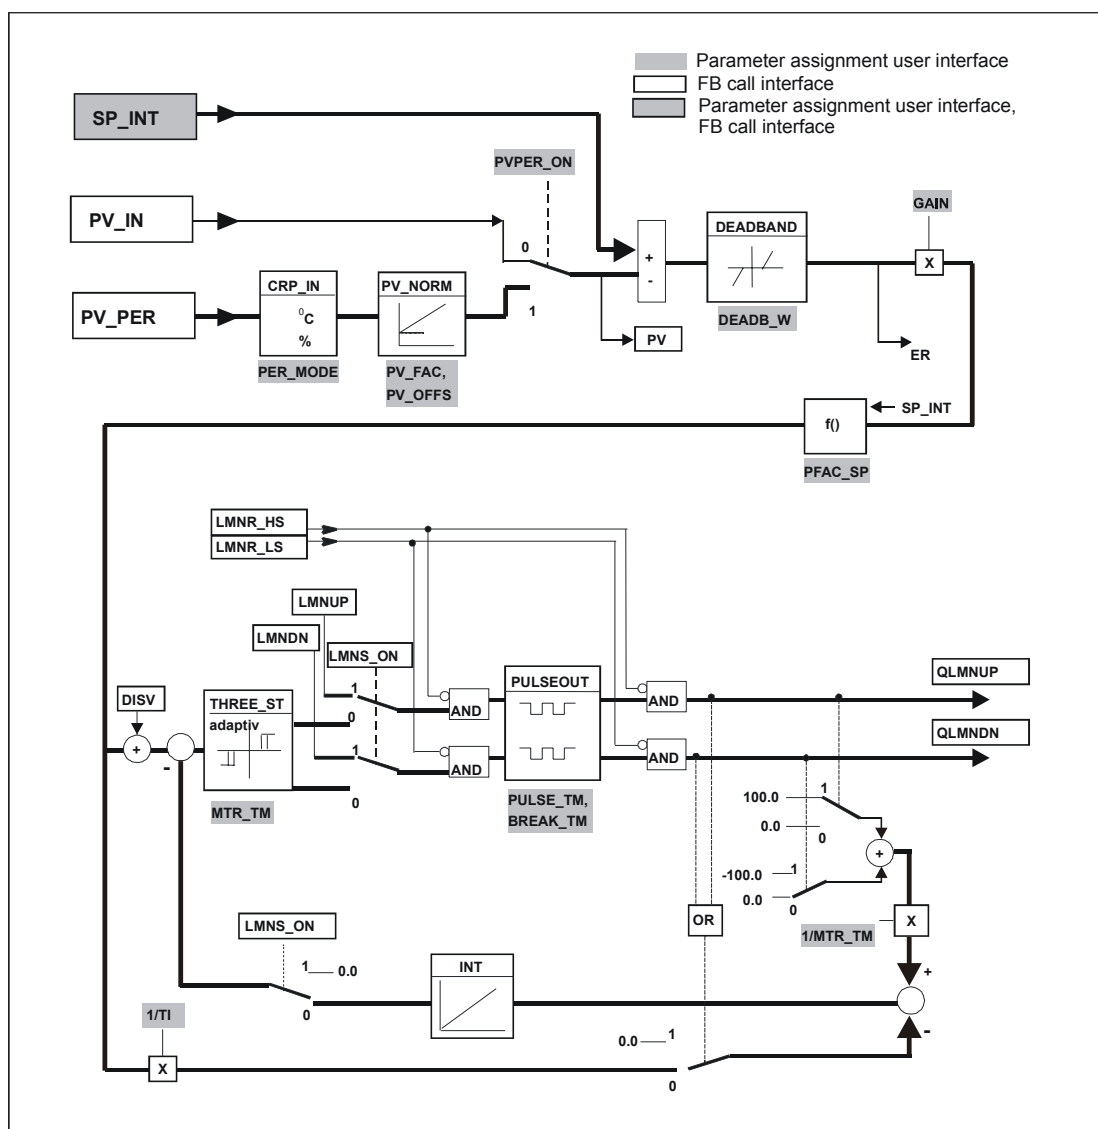 Parameter assignment user interface
FB call interface
Parameter assignment user interface,
FB call interface
SP_INT
PVPER_ON
PV_IN
GAIN
DEADBAND
0
+
-
X
CRP_IN
PV_NORM
PV_PER
0C
%
1
DEADB_W
PV
ER
PER_MODE
PV_FAC,
PV_OFFS
SP_INT
f()
PFAC_SP
LMNR_HS
LMNR_LS
LMNUP
LMNDN
LMNS_ON
DISV
THREE_ST
adaptiv
1
0
AND
PULSEOUT
AND
QLMNUP
QLMNDN
+
-
1
0
AND
AND
MTR_TM
PULSE_TM,
BREAK_TM
100.0
1
0.0
0
+
-100.0
1
0.0
0
LMNS_ON
OR
X
1/MTR_TM
1
0.0
INT
+
0
1/TI
-
0.0
1
X
0